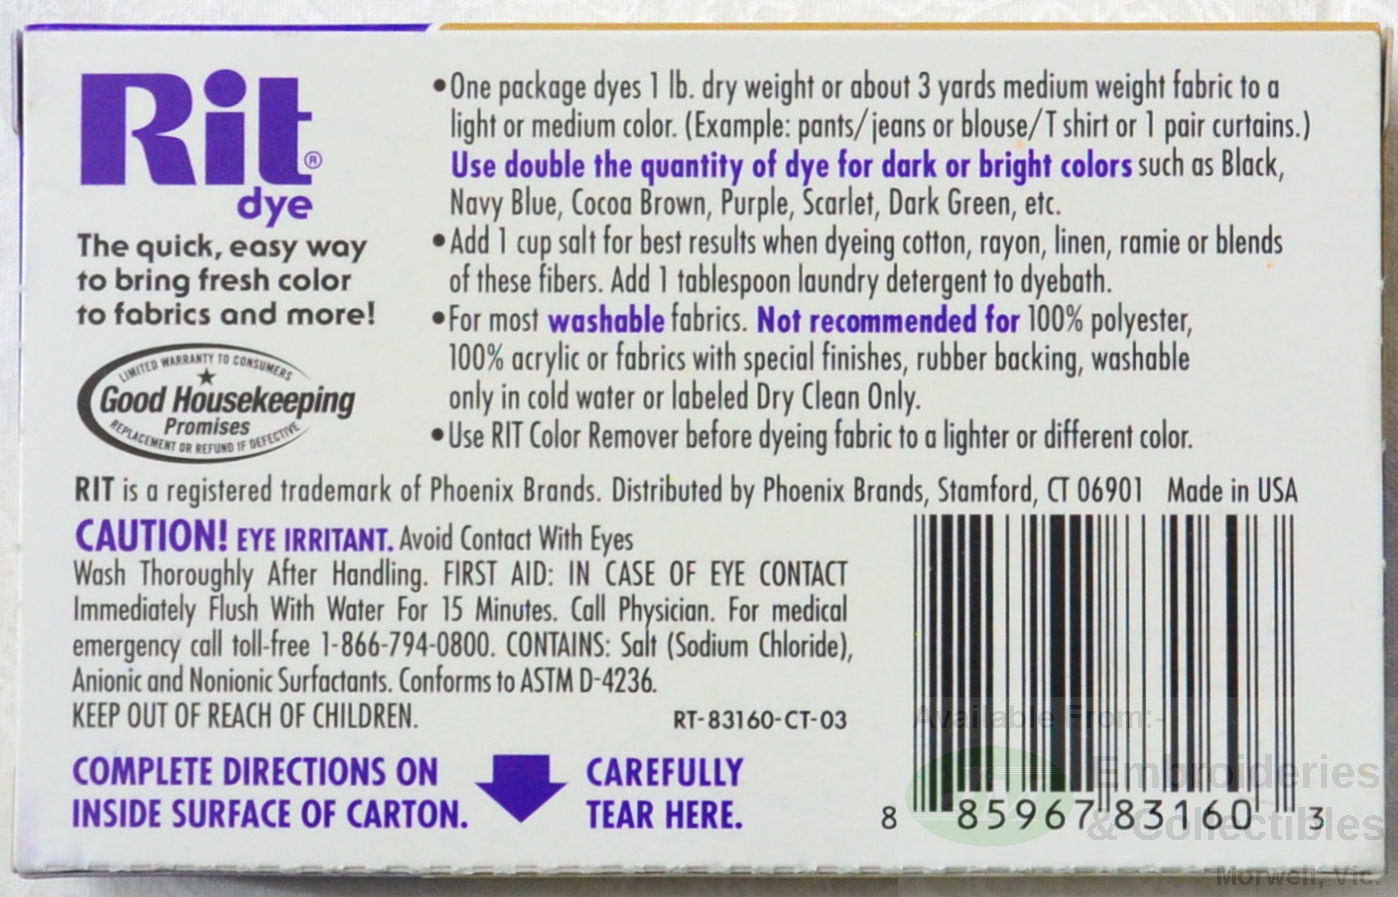 Rit®
dye
The quick, easy way
to bring fresh color
to fabrics and more!
LIMITED WARRANTY TO CONSUMERS
Good Housekeeping
Promises
REPLACEMENT OR REFUND IF DEFECTIVE
•One package dyes 1 lb. dry weight or about 3 yards medium weight fabric to a
light or medium color. (Example: pants/jeans or blouse/T shirt or 1 pair curtains.)
Use double the quantity of dye for dark or bright colors such as Black,
Navy Blue, Cocoa Brown, Purple, Scarlet, Dark Green, etc.
•Add 1 cup salt for best results when dyeing cotton, rayon, linen, ramie or blends
of these fibers. Add 1 tablespoon laundry detergent to dyebath.
•For most washable fabrics. Not recommended for 100% polyester,
100% acrylic or fabrics with special finishes, rubber backing, washable
only in cold water or labeled Dry Clean Only.
•Use RIT Color Remover before dyeing fabric to a lighter or different color.
RIT is a registered trademark of Phoenix Brands. Distributed by Phoenix Brands, Stamford, CT 06901 Made in USA
CAUTION! EYE IRRITANT. Avoid Contact With Eyes
Wash Thoroughly After Handling. FIRST AID: IN CASE OF EYE CONTACT
Immediately Flush With Water For 15 Minutes. Call Physician. For medical
emergency call toll-free 1-866-794-0800. CONTAINS: Salt (Sodium Chloride),
Anionic and Nonionic Surfactants. Conforms to ASTM D-4236.
KEEP OUT OF REACH OF CHILDREN.
RT-83160-CT-03
COMPLETE DIRECTIONS ON
INSIDE SURFACE OF CARTON.
CAREFULLY
TEAR HERE.
8 85967 83160 3
Available From:-
Embroideries
& Collectibles
Morwell, Vic.